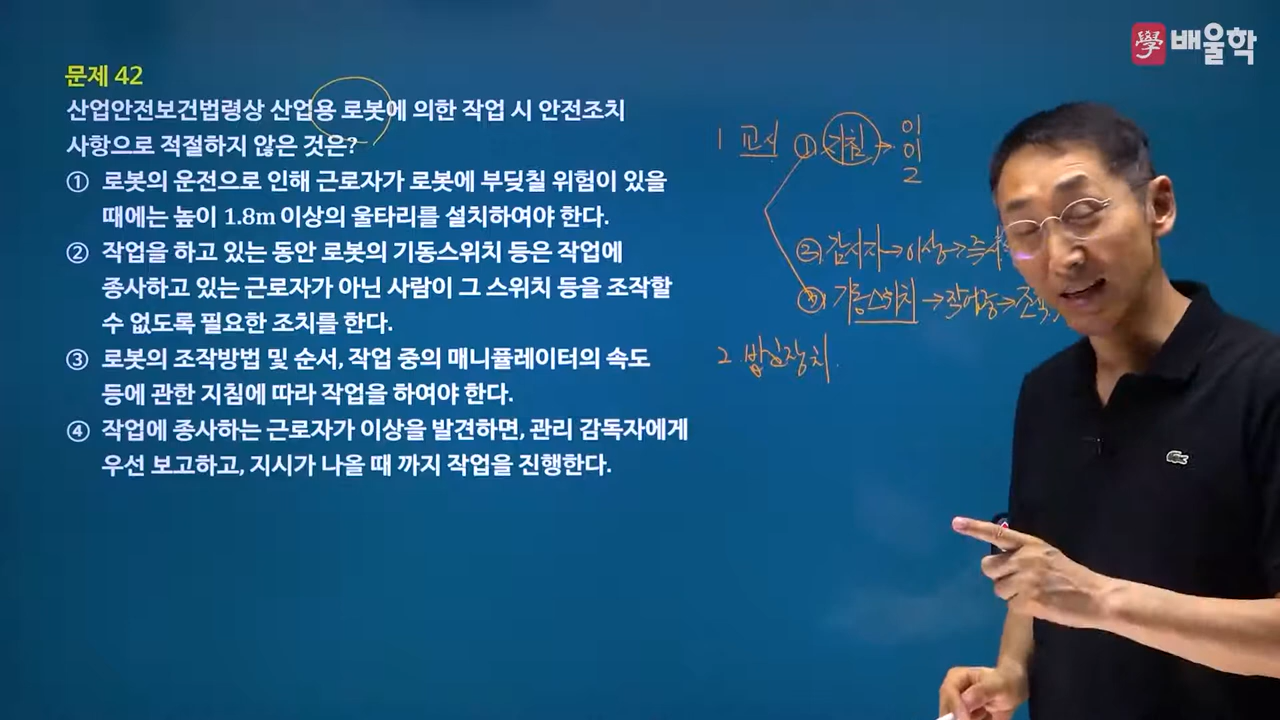 學 배울학
문제 42
산업안전보건법령상 산업용 로봇에 의한 작업 시 안전조치
사항으로 적절하지 않은 것은?
① 로봇의 운전으로 인해 근로자가 로봇에 부딪칠 위험이 있을
때에는 높이 1.8m 이상의 울타리를 설치하여야 한다.
② 작업을 하고 있는 동안 로봇의 기동스위치 등은 작업에
종사하고 있는 근로자가 아닌 사람이 그 스위치 등을 조작할
수 없도록 필요한 조치를 한다.
③ 로봇의 조작방법 및 순서, 작업 중의 매니퓰레이터의 속도
등에 관한 지침에 따라 작업을 하여야 한다.
④ 작업에 종사하는 근로자가 이상을 발견하면, 관리 감독자에게
우선 보고하고, 지시가 나올 때 까지 작업을 진행한다.
1 교시 ① 지침 →
이
이
2
② 감시자 → 이상 → 즉시
③ 기동스위치 → 작업중 →
2. 방호장치.